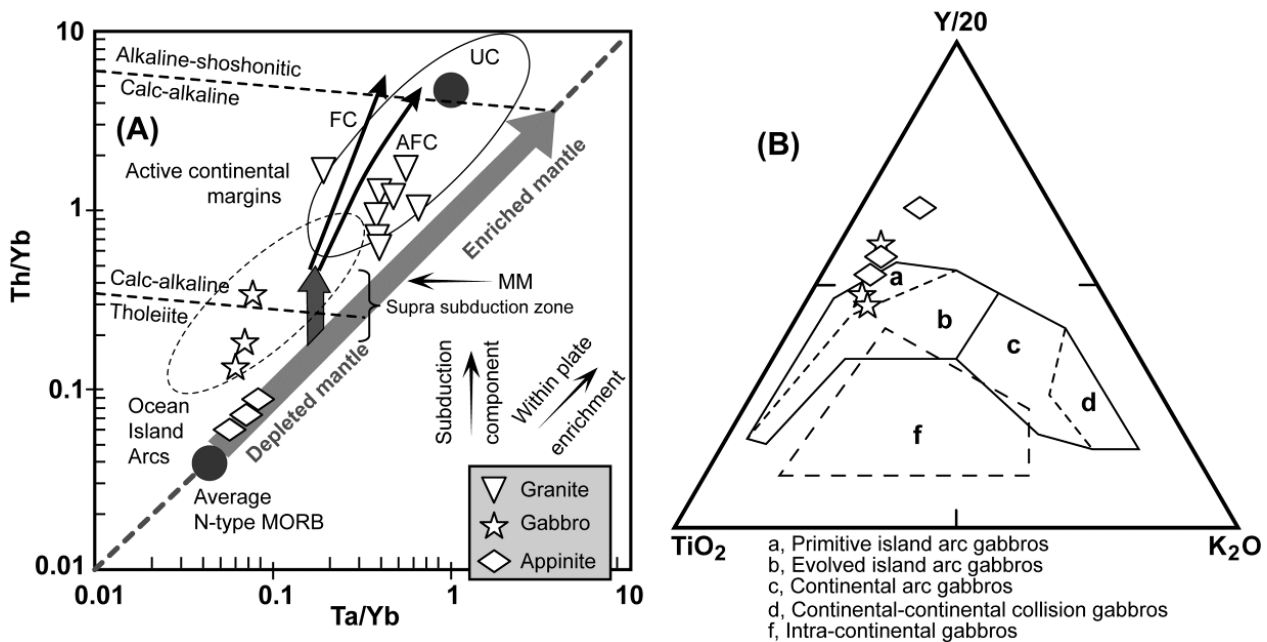 10
Alkaline-shoshonitic
UC
Calc-alkaline
(A)
FC
AFC
Active continental
margins
1
Enriched mantle
Th/Yb
Calc-alkaline
MM
Tholeiite
Supra subduction zone
Depleted mantle
Subduction
component
Within plate
enrichment
0.1
Ocean
Island
Arcs
Average
N-type MORB
Granite
Gabbro
Appinite
0.01
0.01
0.1
1
10
Ta/Yb
Y/20
(B)
a
b
c
d
f
TiO₂
K₂O
a, Primitive island arc gabbros
b, Evolved island arc gabbros
c, Continental arc gabbros
d, Continental-continental collision gabbros
f, Intra-continental gabbros